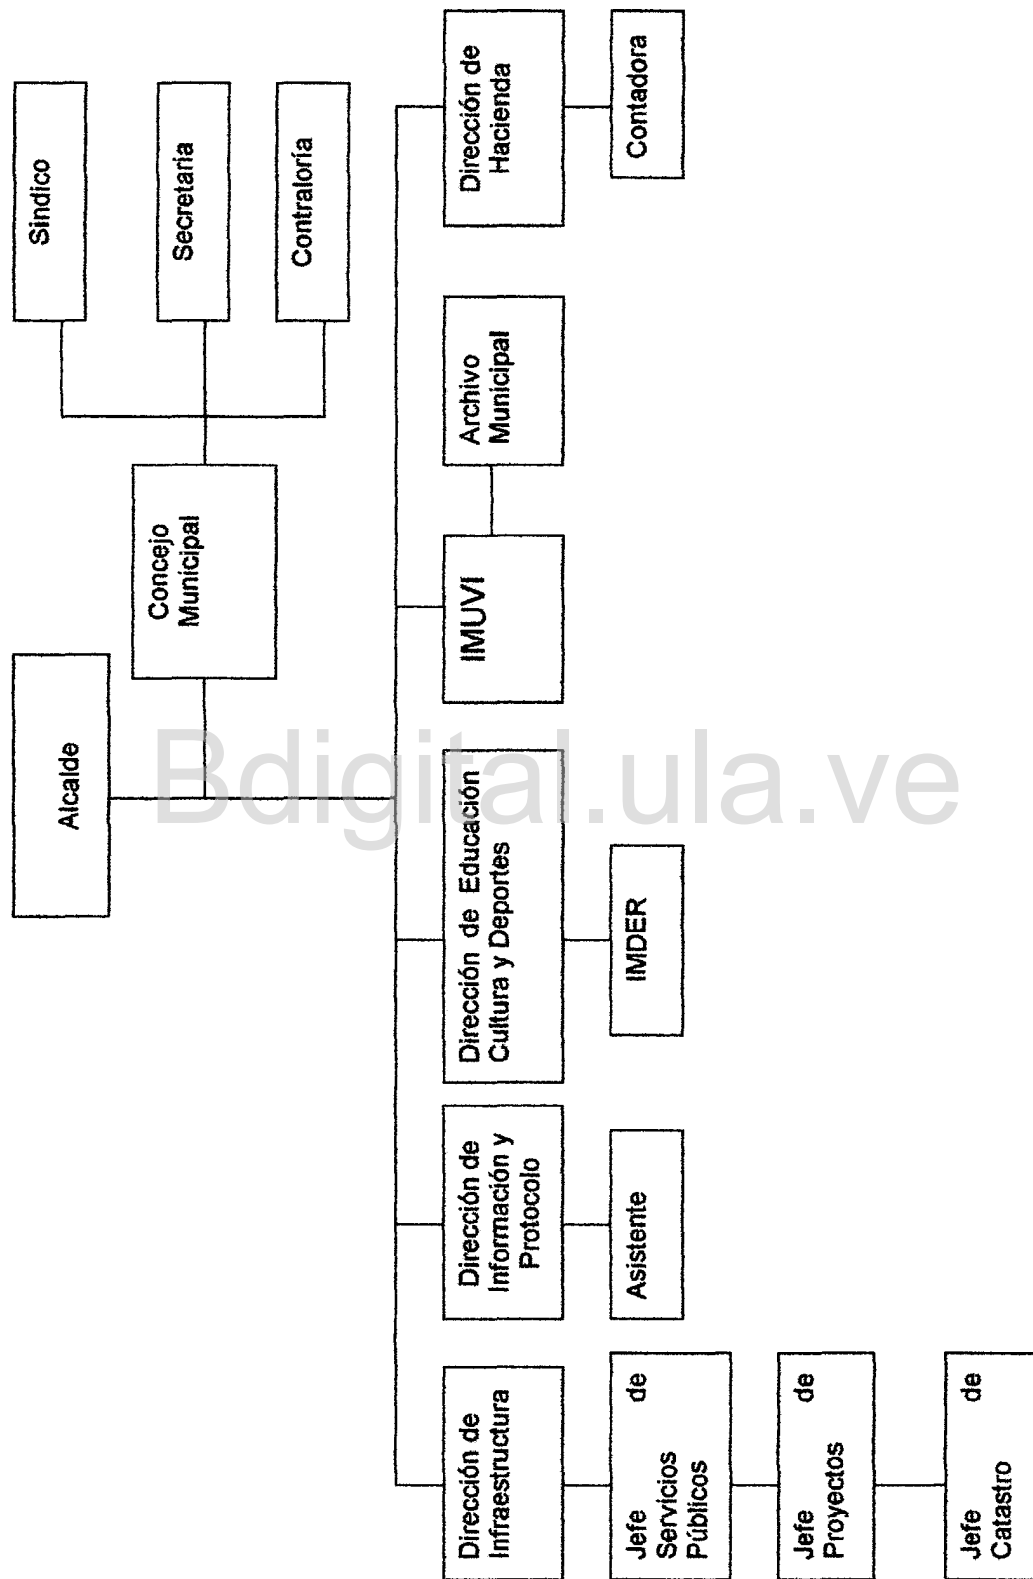 Alcalde
Concejo
Municipal
Sindico
Secretaria
Contraloría
Dirección de
Infraestructura
Jefe de
Servicios
Públicos
Jefe de
Proyectos
Jefe de
Catastro
Dirección de
Información y
Protocolo
Asistente
Dirección de Educación
Cultura y Deportes
IMDER
IMUVI
Archivo
Municipal
Dirección de
Hacienda
Contadora
Bdigital.ula.ve